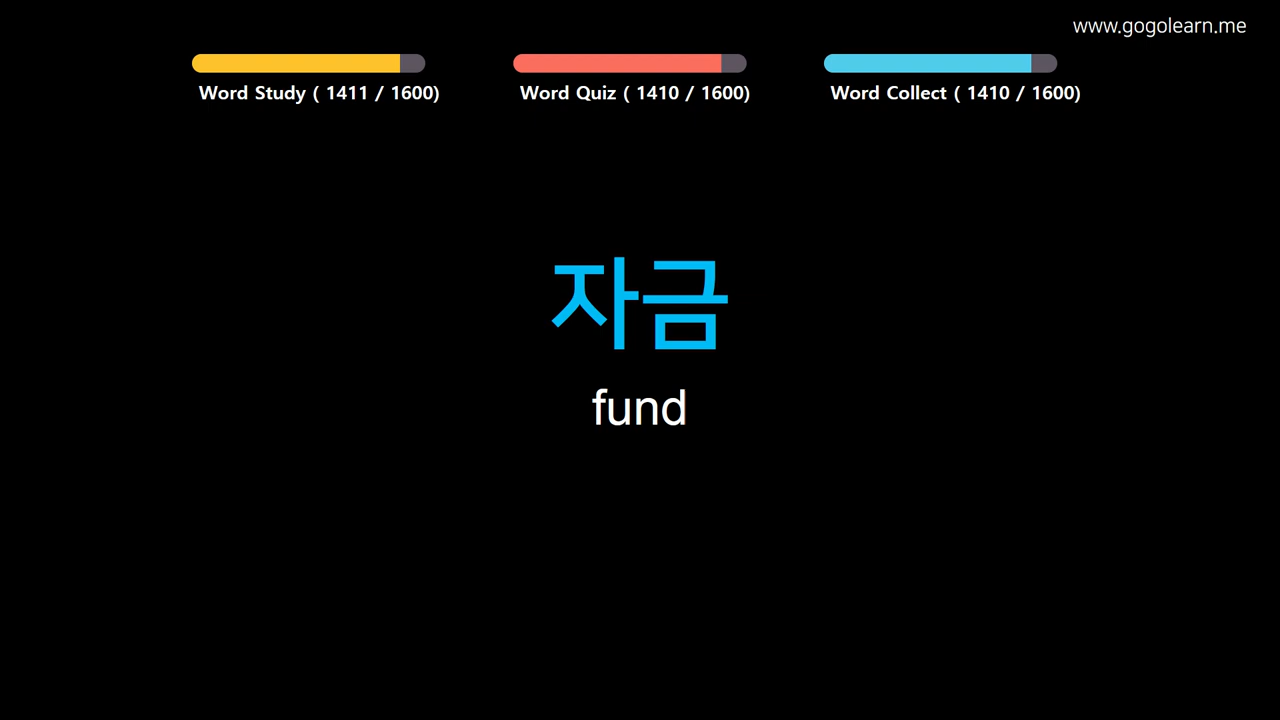 www.gogolearn.me
Word Study ( 1411 / 1600)
Word Quiz ( 1410 / 1600)
Word Collect ( 1410 / 1600)
자금
fund